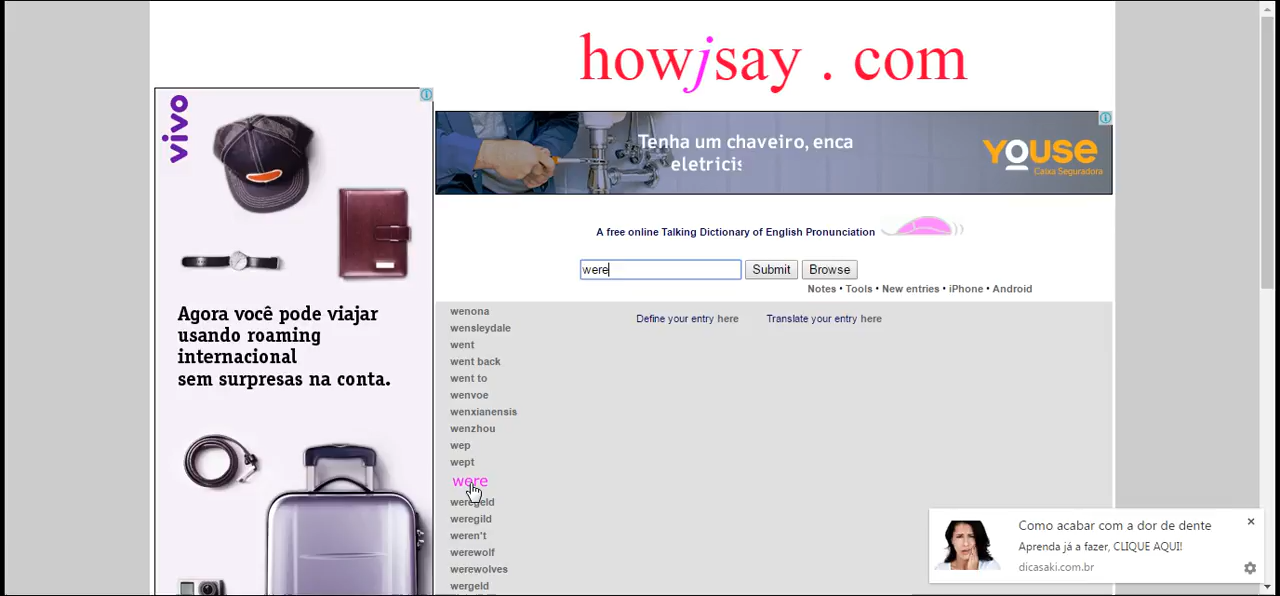 howjsay . com
vivo
Agora você pode viajar
usando roaming
internacional
sem surpresas na conta.
Tenha um chaveiro, enca
eletricis
YOUSE
Caixa Seguradora
A free online Talking Dictionary of English Pronunciation
were
Submit
Browse
Notes • Tools • New entries • iPhone • Android
Define your entry here
Translate your entry here
wenona
wensleydale
went
went back
went to
wenvoe
wenxianensis
wenzhou
wep
wept
were
weregeld
weregild
weren't
werewolf
werewolves
wergeld
Como acabar com a dor de dente
Aprenda já a fazer, CLIQUE AQUI!
dicasaki.com.br